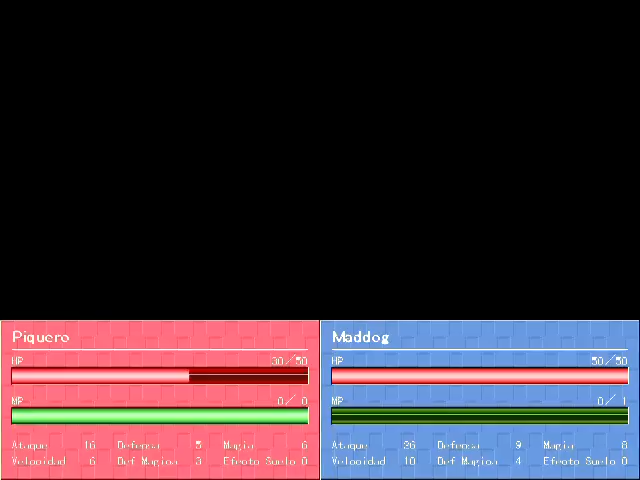 Piquero
HP 30/50
MP 0/ 0
Ataque 16 Defensa 5 Magia 6
Velocidad 6 Def Magica 3 Efecto Suelo 0
Maddog
HP 50/50
MP 0/ 1
Ataque 26 Defensa 9 Magia 8
Velocidad 10 Def Magica 4 Efecto Suelo 0